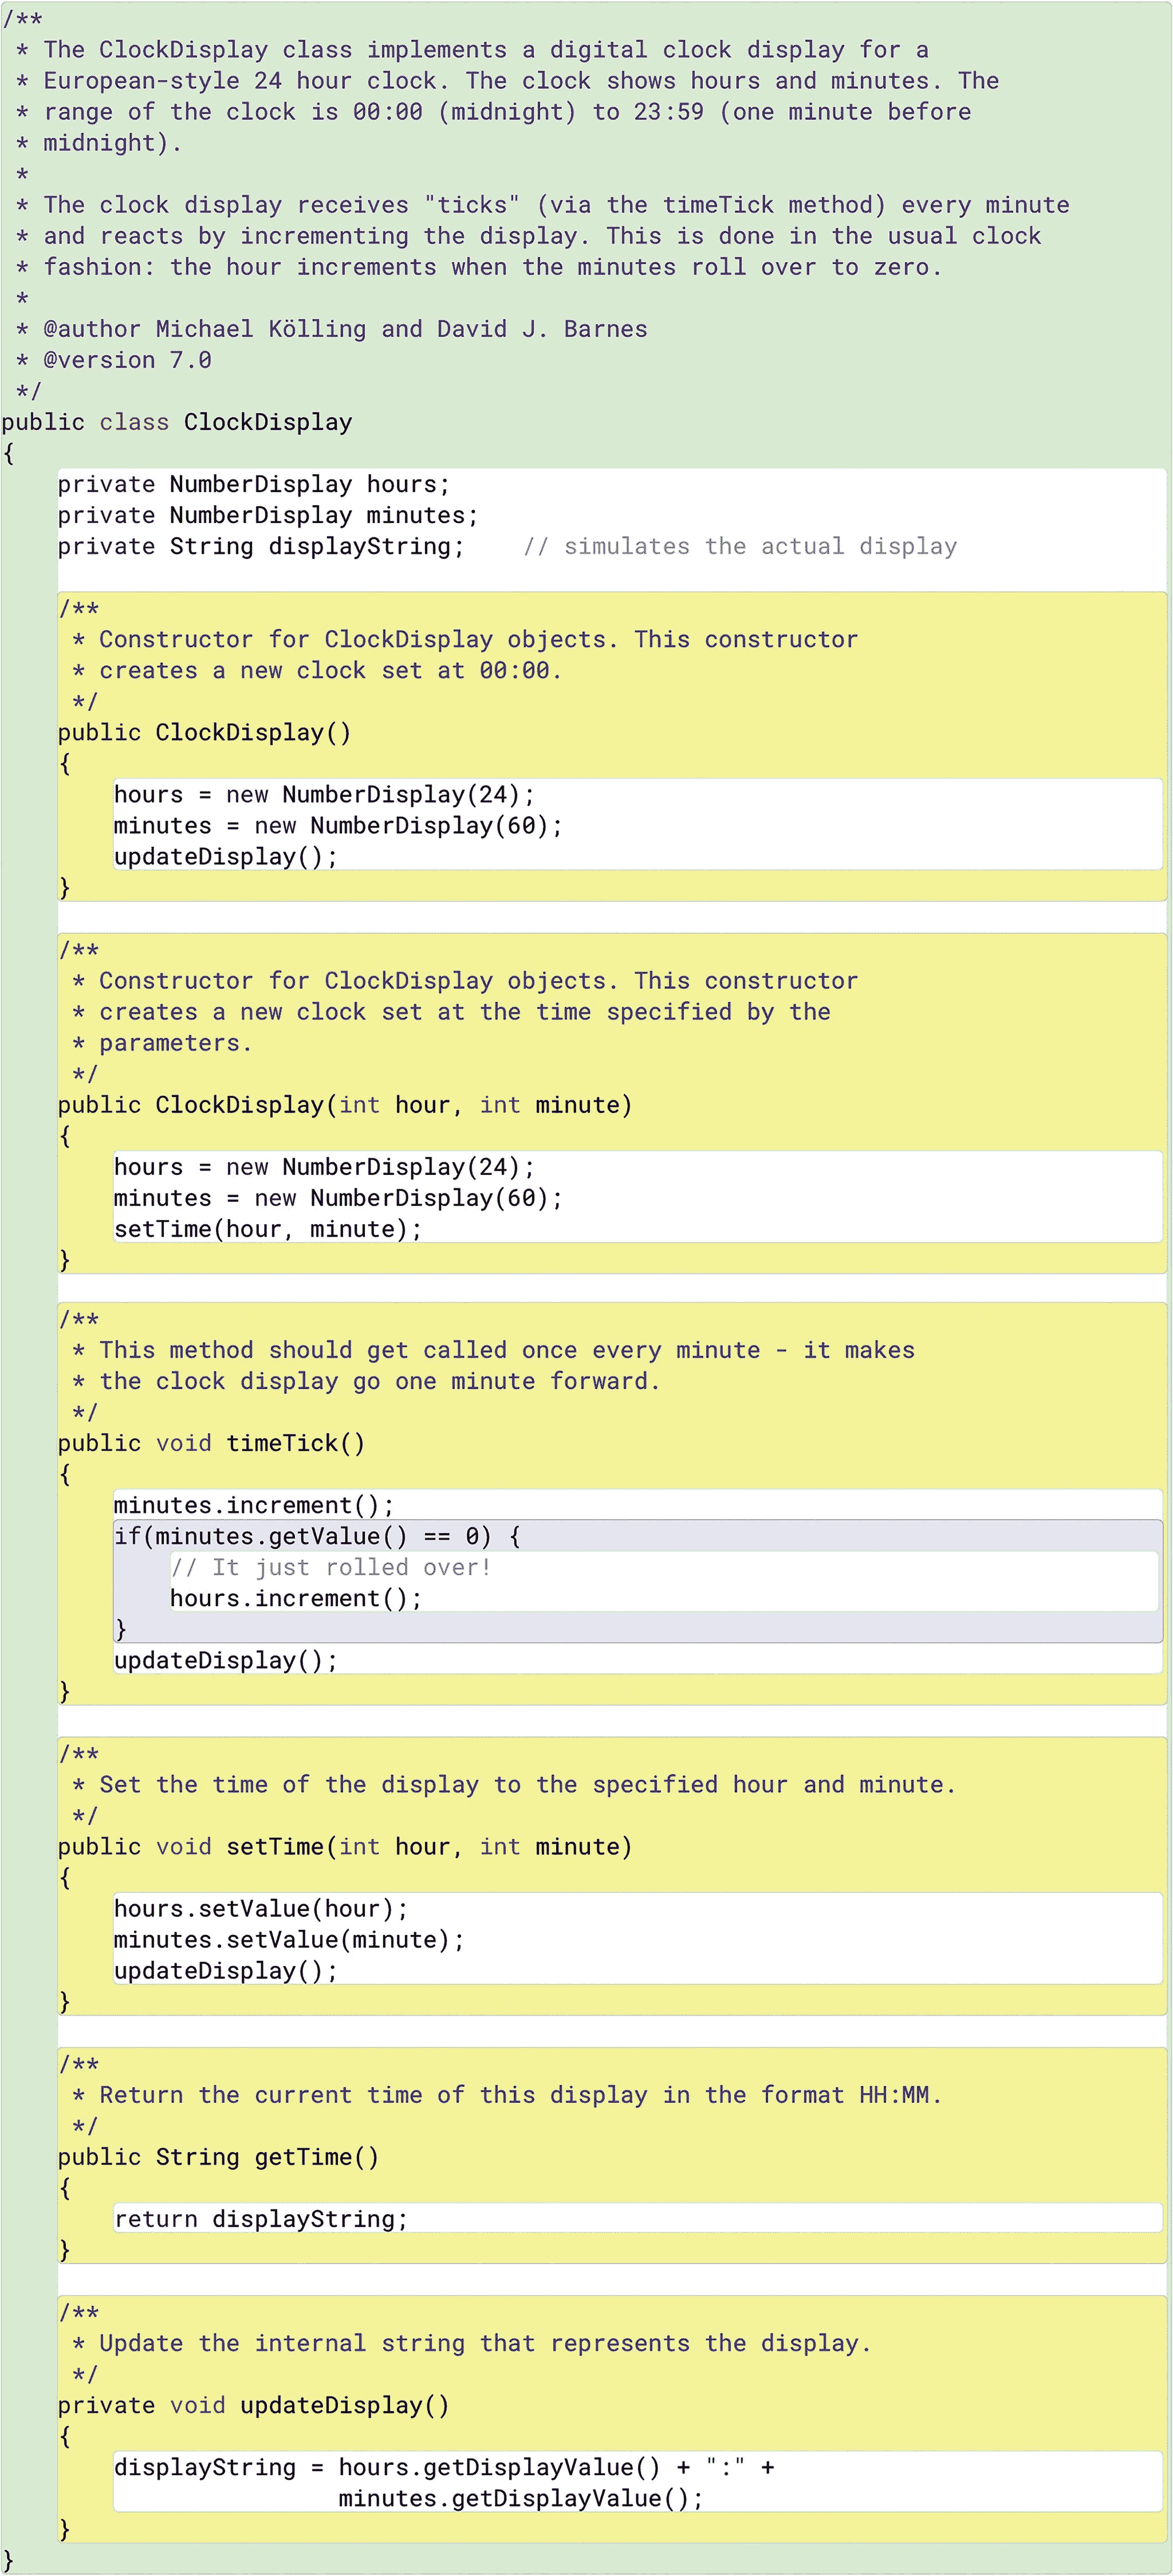 /**
 * The ClockDisplay class implements a digital clock display for a
 * European-style 24 hour clock. The clock shows hours and minutes. The
 * range of the clock is 00:00 (midnight) to 23:59 (one minute before
 * midnight).
 *
 * The clock display receives "ticks" (via the timeTick method) every minute
 * and reacts by incrementing the display. This is done in the usual clock
 * fashion: the hour increments when the minutes roll over to zero.
 *
 * @author Michael Kölling and David J. Barnes
 * @version 7.0
 */
public class ClockDisplay
{
    private NumberDisplay hours;
    private NumberDisplay minutes;
    private String displayString;    // simulates the actual display

    /**
     * Constructor for ClockDisplay objects. This constructor
     * creates a new clock set at 00:00.
     */
    public ClockDisplay()
    {
        hours = new NumberDisplay(24);
        minutes = new NumberDisplay(60);
        updateDisplay();
    }

    /**
     * Constructor for ClockDisplay objects. This constructor
     * creates a new clock set at the time specified by the
     * parameters.
     */
    public ClockDisplay(int hour, int minute)
    {
        hours = new NumberDisplay(24);
        minutes = new NumberDisplay(60);
        setTime(hour, minute);
    }

    /**
     * This method should get called once every minute - it makes
     * the clock display go one minute forward.
     */
    public void timeTick()
    {
        minutes.increment();
        if(minutes.getValue() == 0) {
            // It just rolled over!
            hours.increment();
        }
        updateDisplay();
    }

    /**
     * Set the time of the display to the specified hour and minute.
     */
    public void setTime(int hour, int minute)
    {
        hours.setValue(hour);
        minutes.setValue(minute);
        updateDisplay();
    }

    /**
     * Return the current time of this display in the format HH:MM.
     */
    public String getTime()
    {
        return displayString;
    }

    /**
     * Update the internal string that represents the display.
     */
    private void updateDisplay()
    {
        displayString = hours.getDisplayValue() + ":" +
                        minutes.getDisplayValue();
    }
}